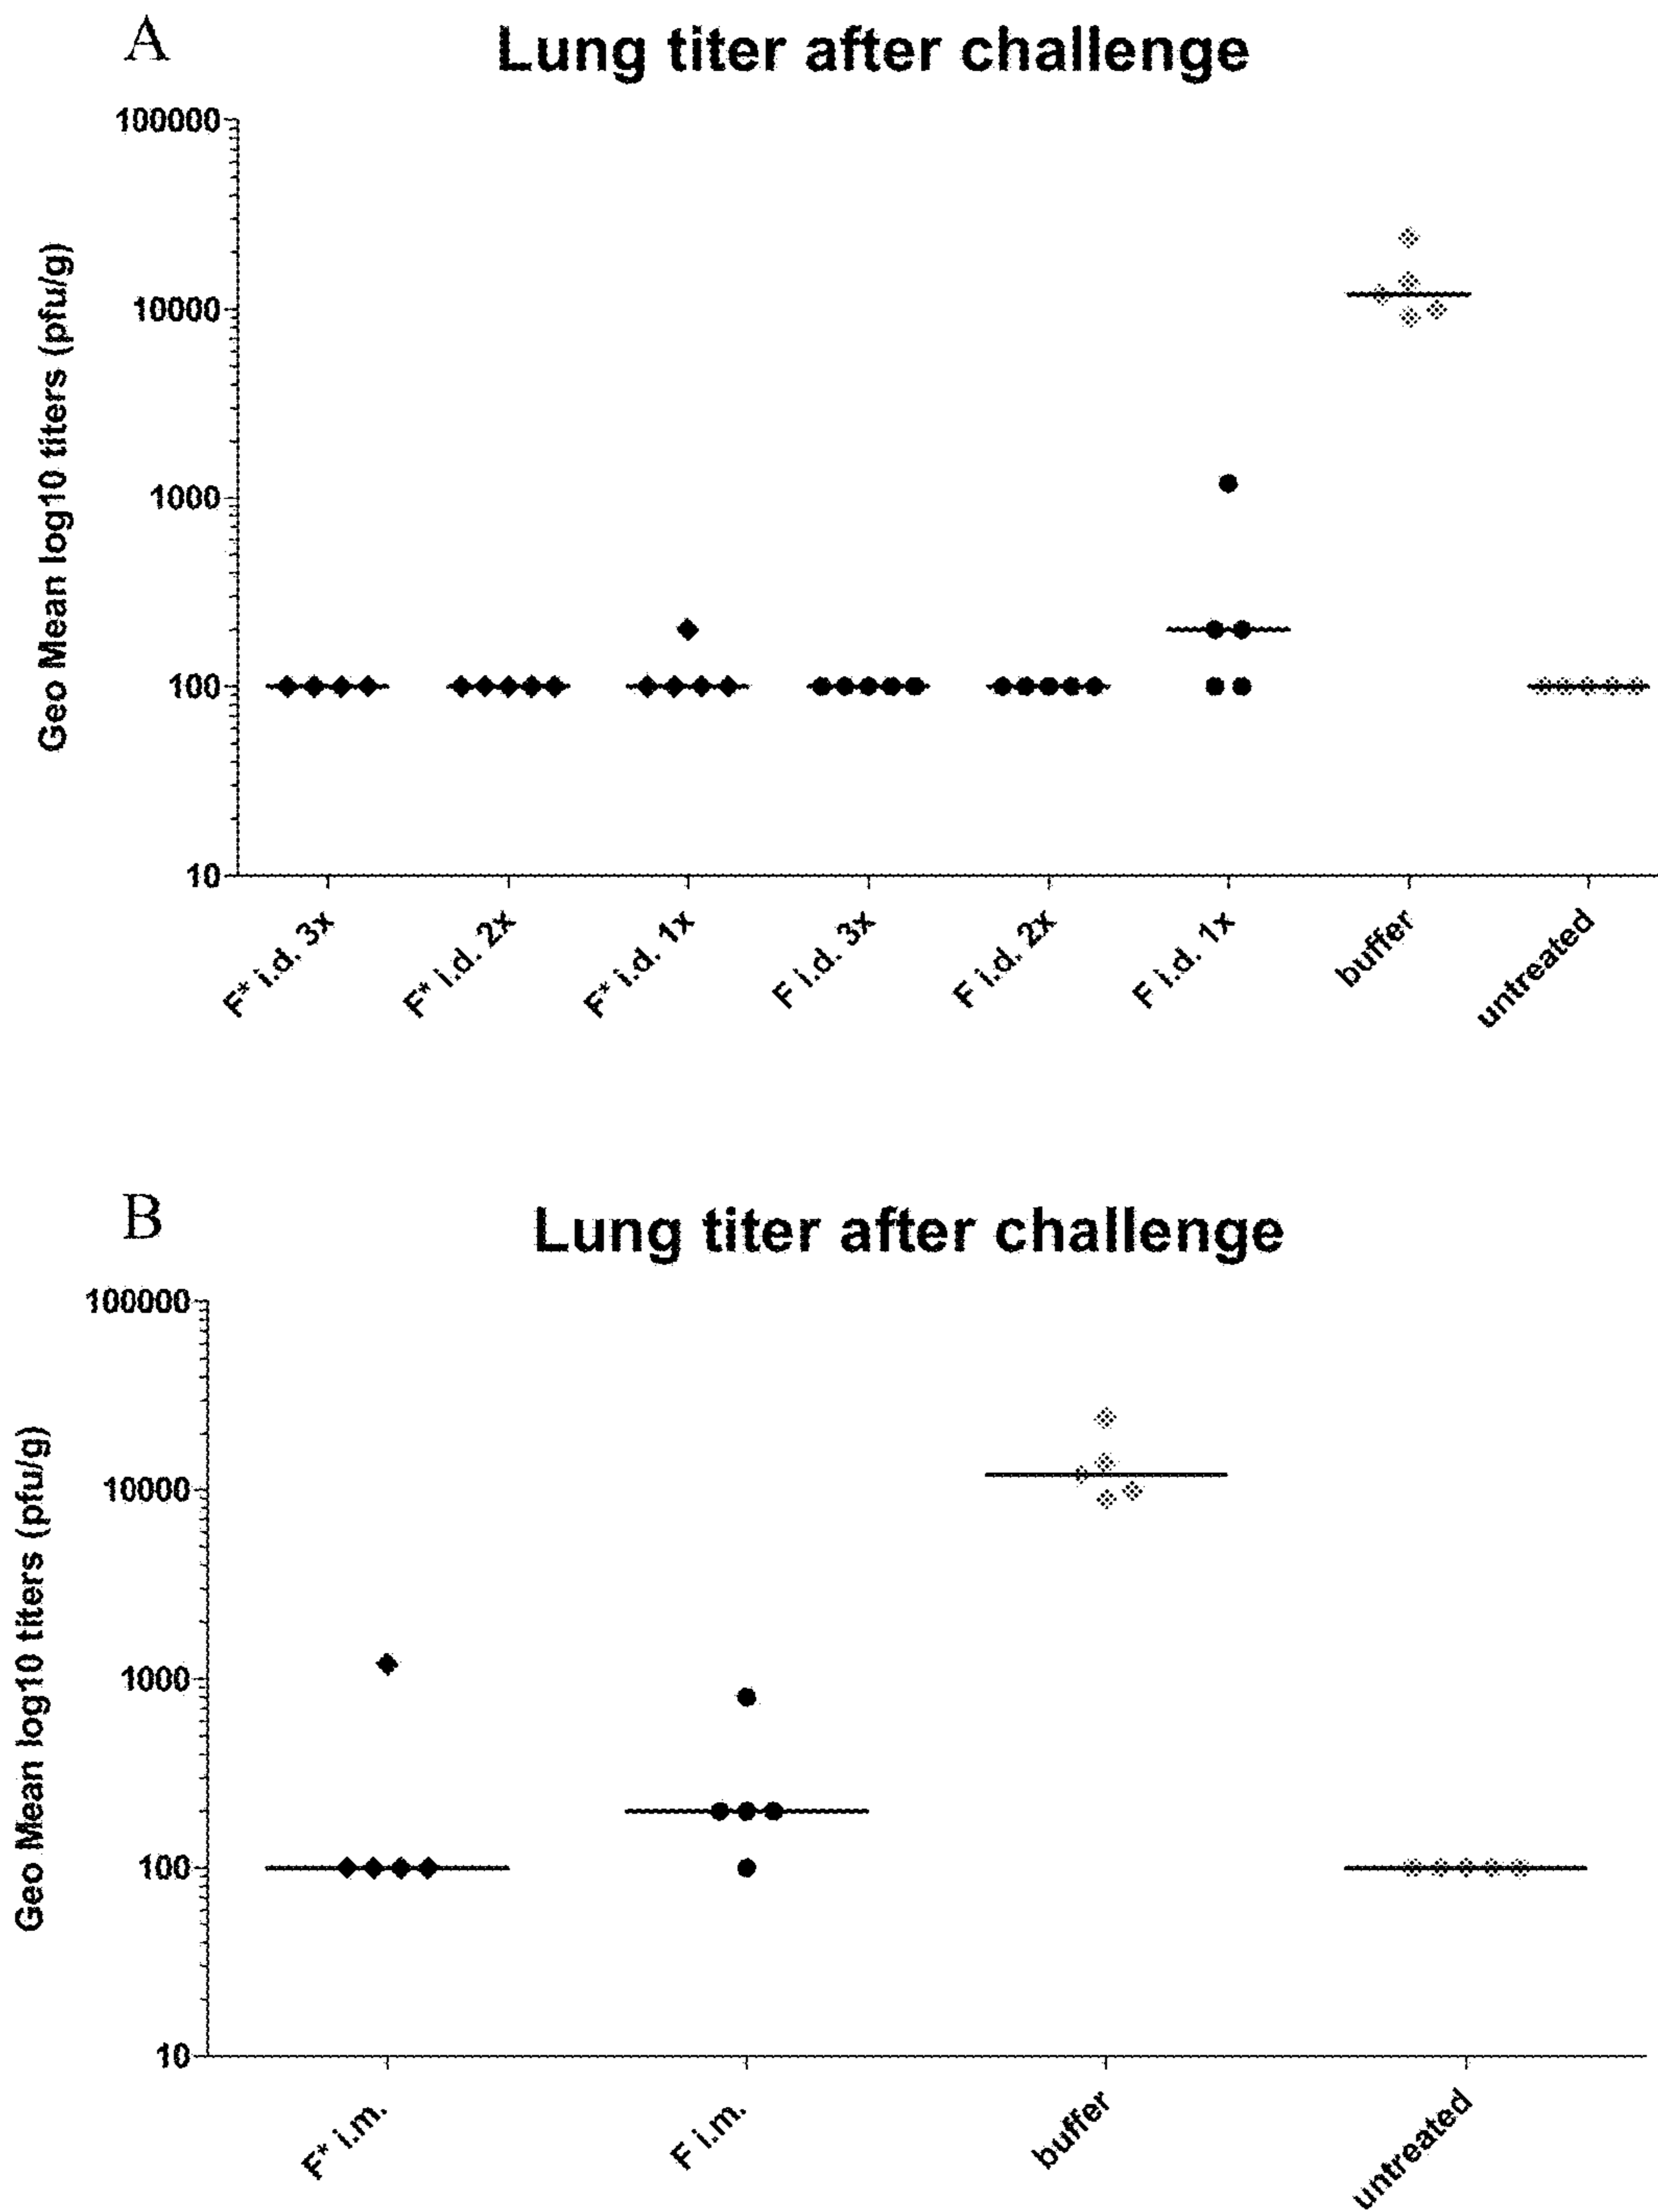 A
Lung titer after challenge
Geo Mean log10 titers (pfu/g)
100000
10000
1000
100
10
F* i.d. 3x
F* i.d. 2x
F* i.d. 1x
F i.d. 3x
F i.d. 2x
F i.d. 1x
buffer
untreated
B
Lung titer after challenge
Geo Mean log10 titers (pfu/g)
100000
10000
1000
100
10
F* i.m.
F i.m.
buffer
untreated